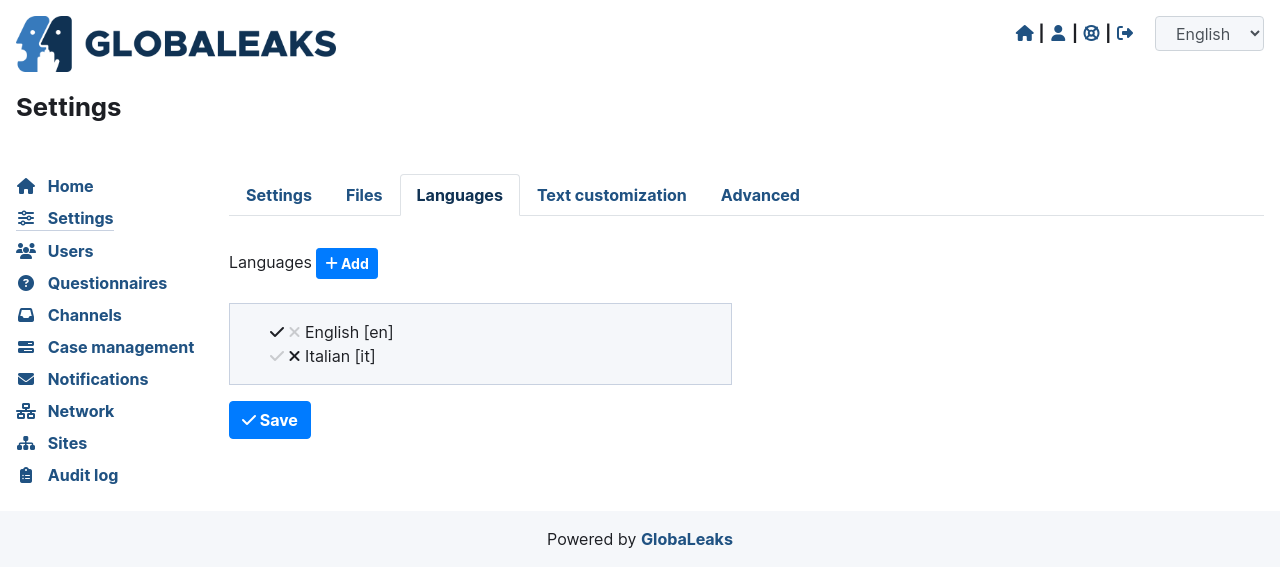 GLOBALEAKS
English
Settings
Home
Settings
Users
Questionnaires
Channels
Case management
Notifications
Network
Sites
Audit log
Settings Files Languages Text customization Advanced
Languages Add
English [en]
Italian [it]
Save
Powered by GlobaLeaks